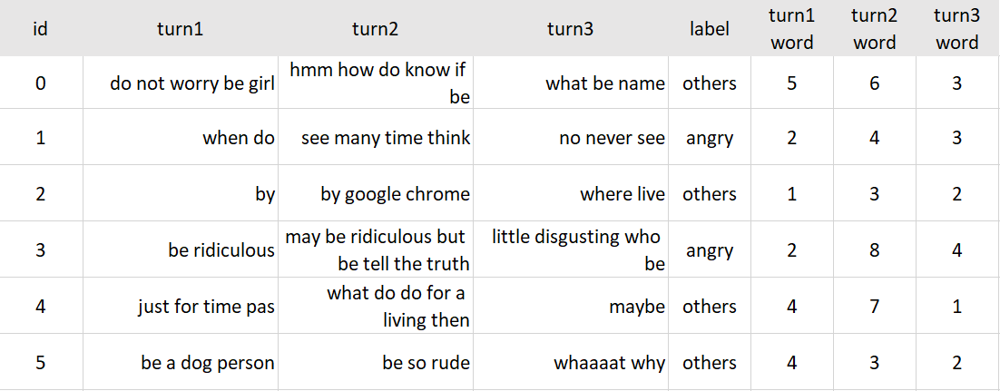 id turn1 turn2 turn3 label turn1 word turn2 word turn3 word
0 do not worry be girl hmm how do know if be what be name others 5 6 3
1 when do see many time think no never see angry 2 4 3
2 by by google chrome where live others 1 3 2
3 be ridiculous may be ridiculous but be tell the truth little disgusting who be angry 2 8 4
4 just for time pas what do do for a living then maybe others 4 7 1
5 be a dog person be so rude whaaaat why others 4 3 2